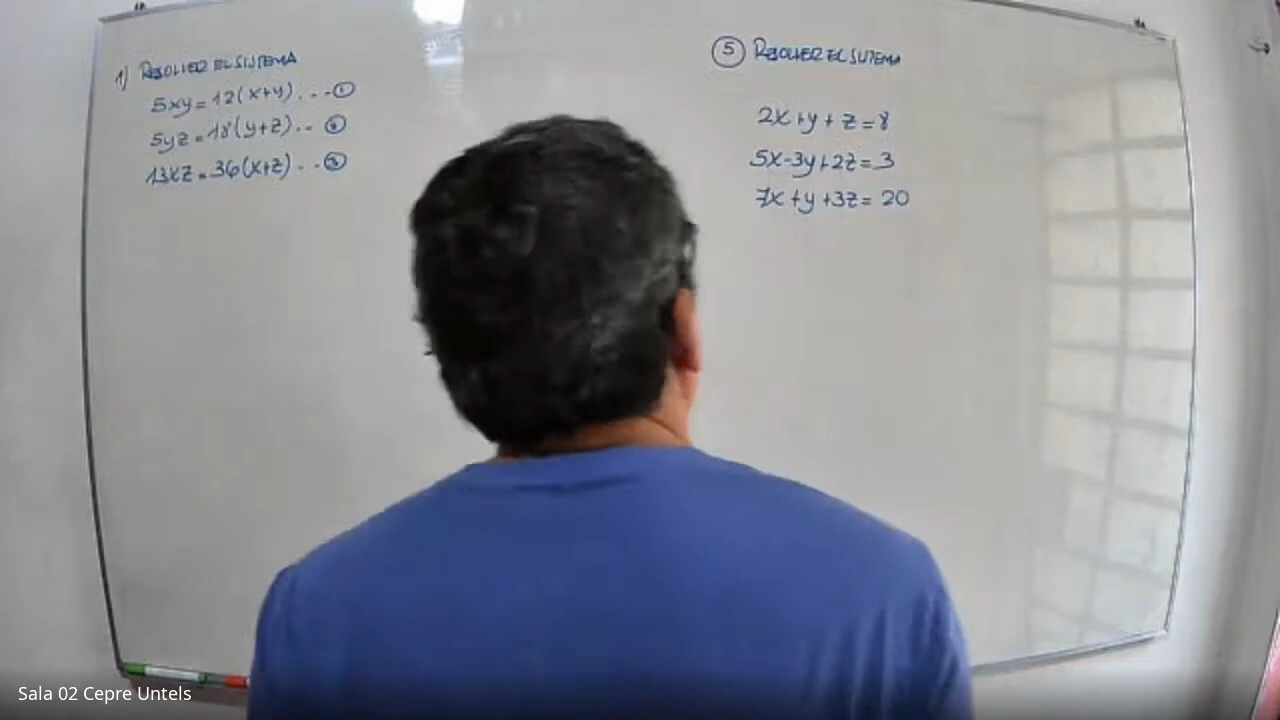 1) RESOLVER EL SISTEMA
5xy = 12(x+y) . . . ①
5yz = 18(y+z) . . ②
13xz = 36(x+z) . . ③
⑤ RESOLVER EL SISTEMA
2x + y + z = 8
5x - 3y + 2z = 3
7x + y + 3z = 20
Sala 02 Cepre Untels